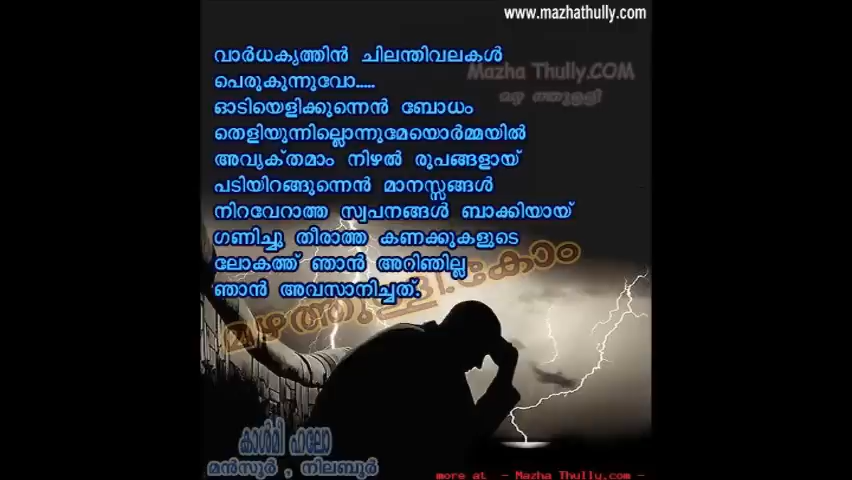 www.mazhathully.com
വാർധക്യത്തിൻ ചിലന്തിവലകൾ
Mazha Thully.COM
പെരുകുന്നുവോ.....
മഴ ത്തുള്ളി
ഓടിയെളിക്കുന്നെൻ ബോധം
തെളിയുന്നില്ലൊന്നുമേയൊർമ്മയിൽ
അവ്യക്തമാം നിഴൽ രൂപങ്ങളായ്
പടിയിറങ്ങുന്നെൻ മാനസ്സങ്ങൾ
നിറവേറാത്ത സ്വപനങ്ങൾ ബാക്കിയായ്
ഗണിച്ചു തീരാത്ത കണക്കുകളുടെ
ലോകത്ത് ഞാൻ അറിഞില്ല
ഞാൻ അവസാനിച്ചത്.
മഴത്തുള്ളി.കോം
കാശ്മി ഹലോ
മൻസൂർ , നിലബൂർ
more at - Mazha Thully.com -